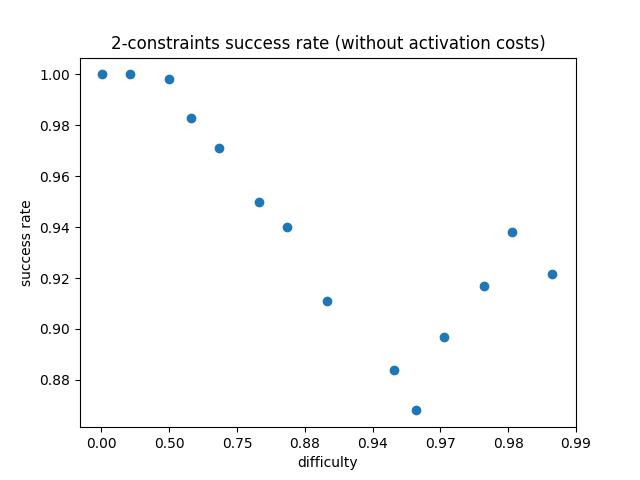 2-constraints success rate (without activation costs)
1.00
0.98
0.96
0.94
0.92
0.90
0.88
success rate
0.00 0.50 0.75 0.88 0.94 0.97 0.98 0.99
difficulty